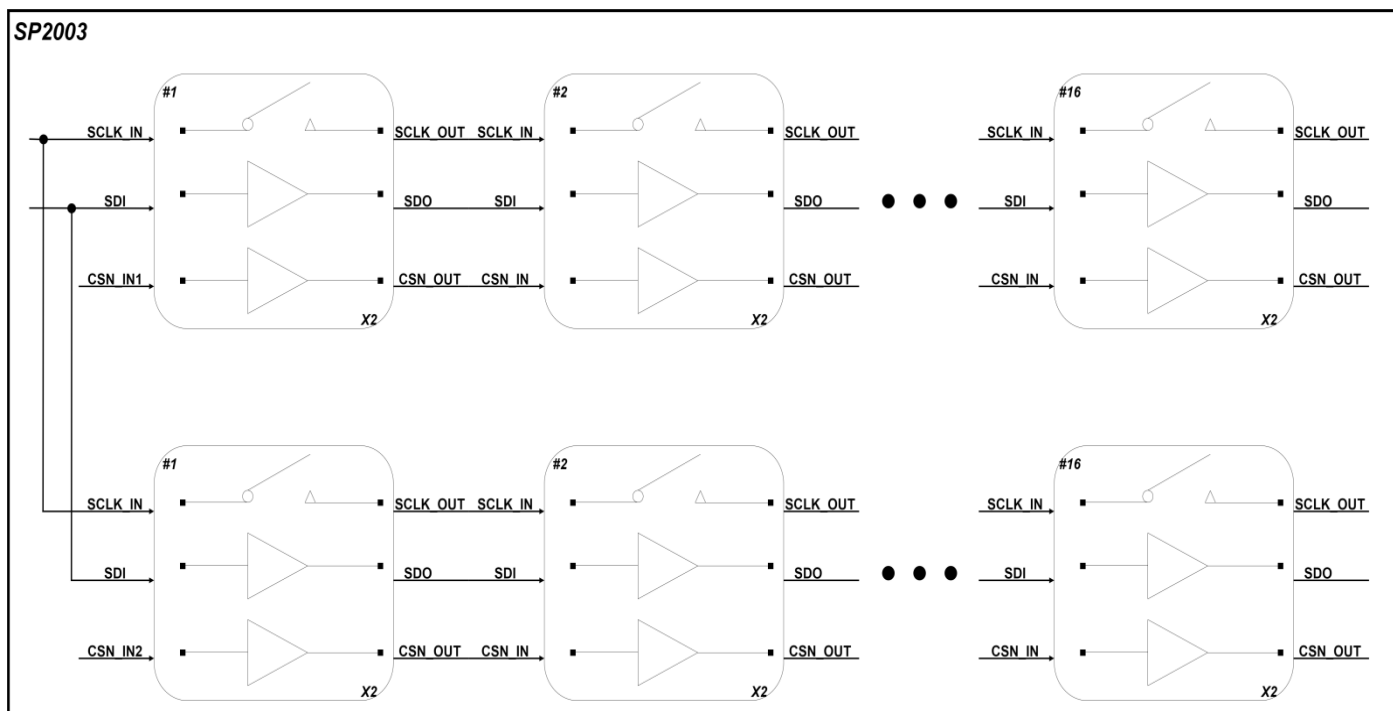 SP2003
#1 #2 #16
SCLK_IN SCLK_OUT SCLK_IN SCLK_OUT SCLK_IN SCLK_OUT
SDI SDO SDI SDO SDI SDO
CSN_IN1 CSN_OUT CSN_IN CSN_OUT CSN_IN CSN_OUT
X2 X2 X2
#1 #2 #16
SCLK_IN SCLK_OUT SCLK_IN SCLK_OUT SCLK_IN SCLK_OUT
SDI SDO SDI SDO SDI SDO
CSN_IN2 CSN_OUT CSN_IN CSN_OUT CSN_IN CSN_OUT
X2 X2 X2